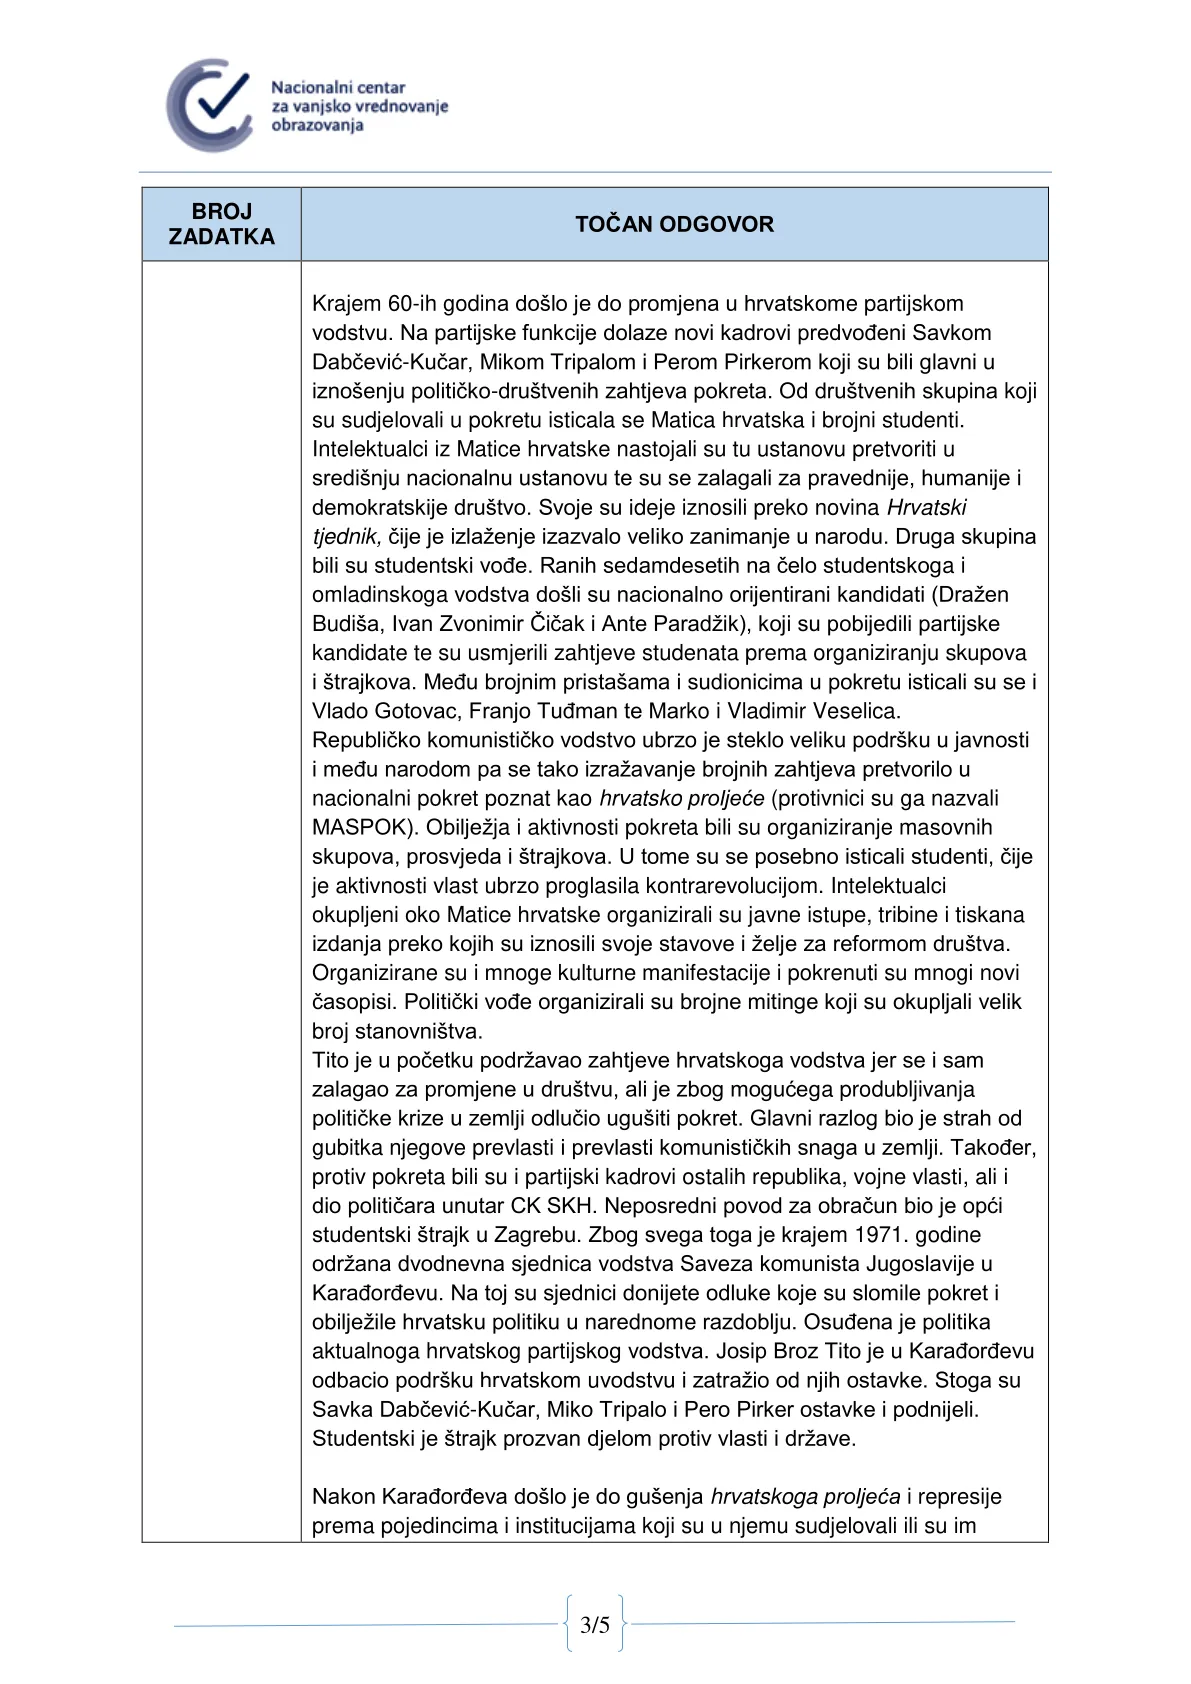 Nacionalni centar
za vanjsko vrednovanje
obrazovanja
BROJ
ZADATKA
TOČAN ODGOVOR
Krajem 60-ih godina došlo je do promjena u hrvatskome partijskom
vodstvu. Na partijske funkcije dolaze novi kadrovi predvođeni Savkom
Dabčević-Kučar, Mikom Tripalom i Perom Pirkerom koji su bili glavni u
iznošenju političko-društvenih zahtjeva pokreta. Od društvenih skupina koji
su sudjelovali u pokretu isticala se Matica hrvatska i brojni studenti.
Intelektualci iz Matice hrvatske nastojali su tu ustanovu pretvoriti u
središnju nacionalnu ustanovu te su se zalagali za pravednije, humanije i
demokratskije društvo. Svoje su ideje iznosili preko novina Hrvatski
tjednik, čije je izlaženje izazvalo veliko zanimanje u narodu. Druga skupina
bili su studentski vođe. Ranih sedamdesetih na čelo studentskoga i
omladinskoga vodstva došli su nacionalno orijentirani kandidati (Dražen
Budiša, Ivan Zvonimir Čičak i Ante Paradžik), koji su pobijedili partijske
kandidate te su usmjerili zahtjeve studenata prema organiziranju skupova
i štrajkova. Među brojnim pristašama i sudionicima u pokretu isticali su se i
Vlado Gotovac, Franjo Tuđman te Marko i Vladimir Veselica.
Republičko komunističko vodstvo ubrzo je steklo veliku podršku u javnosti
i među narodom pa se tako izražavanje brojnih zahtjeva pretvorilo u
nacionalni pokret poznat kao hrvatsko proljeće (protivnici su ga nazvali
MASPOK). Obilježja i aktivnosti pokreta bili su organiziranje masovnih
skupova, prosvjeda i štrajkova. U tome su se posebno isticali studenti, čije
je aktivnosti vlast ubrzo proglasila kontrarevolucijom. Intelektualci
okupljeni oko Matice hrvatske organizirali su javne istupe, tribine i tiskana
izdanja preko kojih su iznosili svoje stavove i želje za reformom društva.
Organizirane su i mnoge kulturne manifestacije i pokrenuti su mnogi novi
časopisi. Politički vođe organizirali su brojne mitinge koji su okupljali velik
broj stanovništva.
Tito je u početku podržavao zahtjeve hrvatskoga vodstva jer se i sam
zalagao za promjene u društvu, ali je zbog mogućega produbljivanja
političke krize u zemlji odlučio ugušiti pokret. Glavni razlog bio je strah od
gubitka njegove prevlasti i prevlasti komunističkih snaga u zemlji. Također,
protiv pokreta bili su i partijski kadrovi ostalih republika, vojne vlasti, ali i
dio političara unutar CK SKH. Neposredni povod za obračun bio je opći
studentski štrajk u Zagrebu. Zbog svega toga je krajem 1971. godine
održana dvodnevna sjednica vodstva Saveza komunista Jugoslavije u
Karađorđevu. Na toj su sjednici donijete odluke koje su slomile pokret i
obilježile hrvatsku politiku u narednome razdoblju. Osuđena je politika
aktualnoga hrvatskog partijskog vodstva. Josip Broz Tito je u Karađorđevu
odbacio podršku hrvatskom uvodstvu i zatražio od njih ostavke. Stoga su
Savka Dabčević-Kučar, Miko Tripalo i Pero Pirker ostavke i podnijeli.
Studentski je štrajk prozvan djelom protiv vlasti i države.
Nakon Karađorđeva došlo je do gušenja hrvatskoga proljeća i represije
prema pojedincima i institucijama koji su u njemu sudjelovali ili su im
3/5